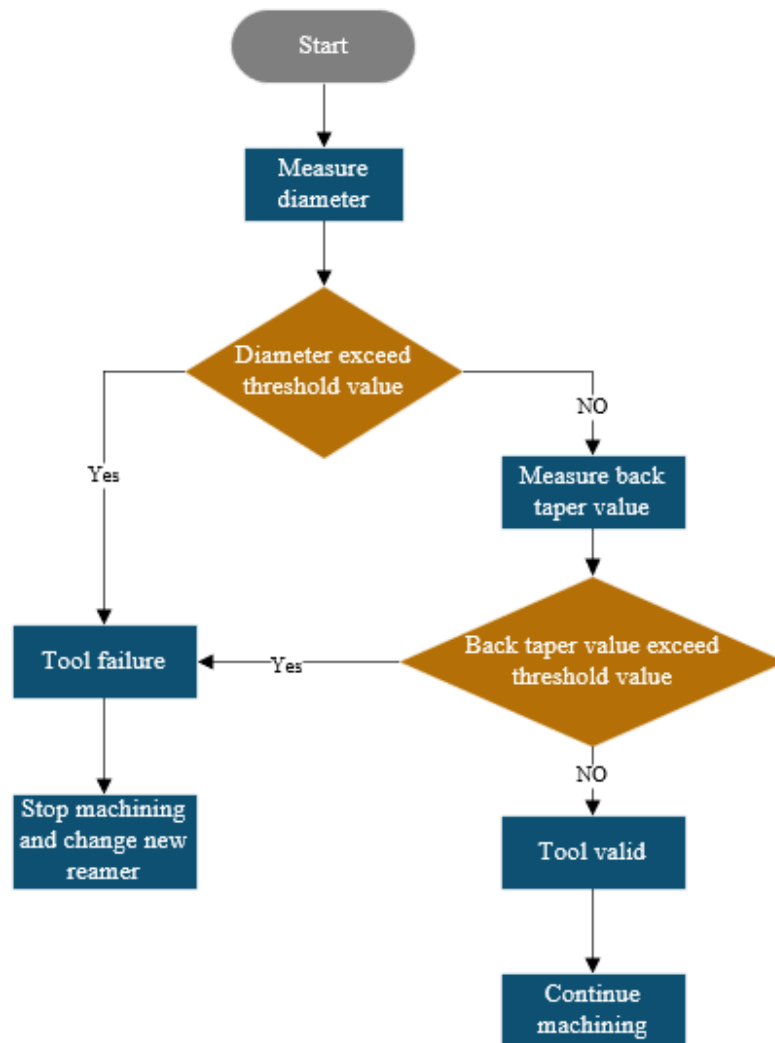 Start
Measure
diameter
Diameter exceed
threshold value
NO
Yes
Measure back
taper value
Tool failure
Yes
Back taper value exceed
threshold value
NO
Stop machining
and change new
reamer
Tool valid
Continue
machining